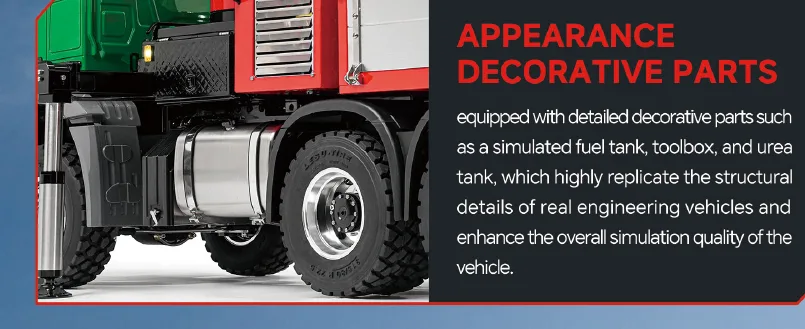 APPEARANCE
DECORATIVE PARTS
equipped with detailed decorative parts such
as a simulated fuel tank, toolbox, and urea
tank, which highly replicate the structural
details of real engineering vehicles and
enhance the overall simulation quality of the
vehicle.